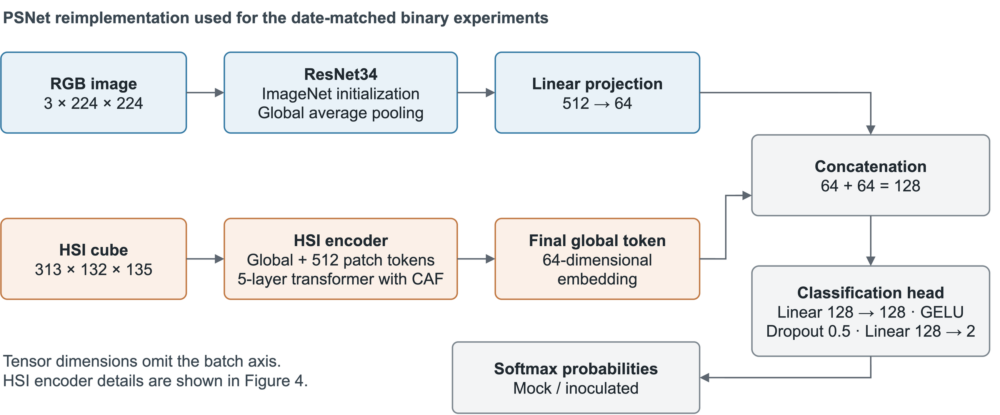 PSNet reimplementation used for the date-matched binary experiments
RGB image
3 × 224 × 224
ResNet34
ImageNet initialization
Global average pooling
Linear projection
512 → 64
Concatenation
64 + 64 = 128
HSI cube
313 × 132 × 135
HSI encoder
Global + 512 patch tokens
5-layer transformer with CAF
Final global token
64-dimensional
embedding
Classification head
Linear 128 → 128 · GELU
Dropout 0.5 · Linear 128 → 2
Softmax probabilities
Mock / inoculated
Tensor dimensions omit the batch axis.
HSI encoder details are shown in Figure 4.